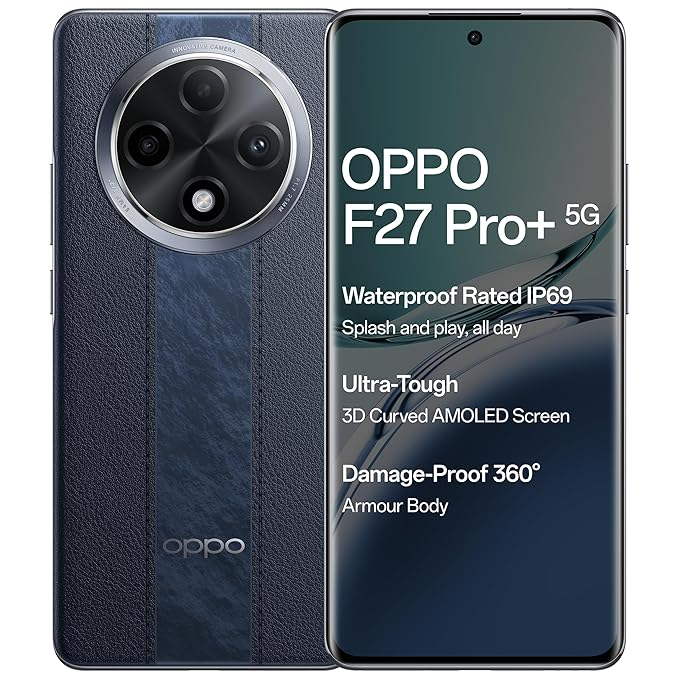 INNOVATIVE CAMERA
oppo
OPPO
F27 Pro+ 5G
Waterproof Rated IP69
Splash and play, all day
Ultra-Tough
3D Curved AMOLED Screen
Damage-Proof 360°
Armour Body